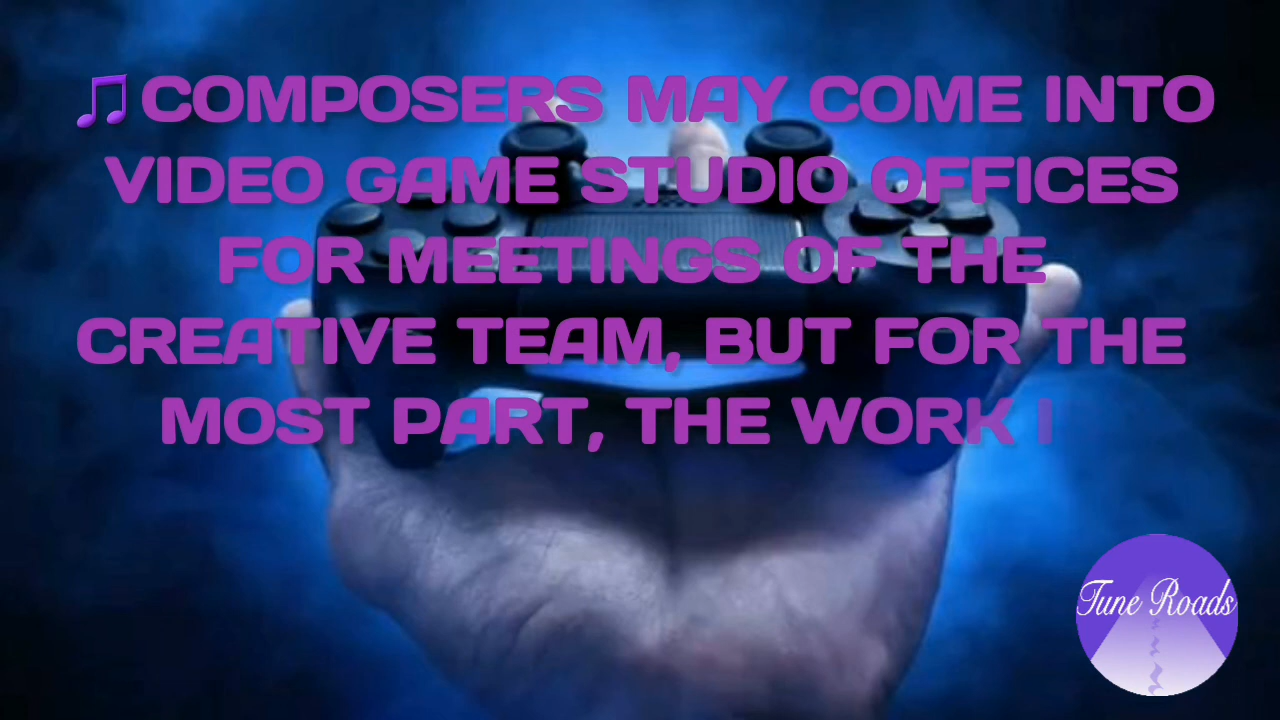 🎵COMPOSERS MAY COME INTO
VIDEO GAME STUDIO OFFICES
FOR MEETINGS OF THE
CREATIVE TEAM, BUT FOR THE
MOST PART, THE WORK I
Tune Roads